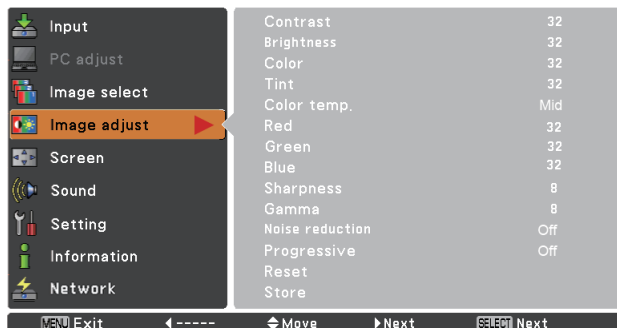 Input
PC adjust
Image select
Image adjust
Screen
Sound
Setting
Information
Network
Contrast 32
Brightness 32
Color 32
Tint 32
Color temp. Mid
Red 32
Green 32
Blue 32
Sharpness 8
Gamma 8
Noise reduction Off
Progressive Off
Reset
Store
MENU Exit ----- Move Next SELECT Next